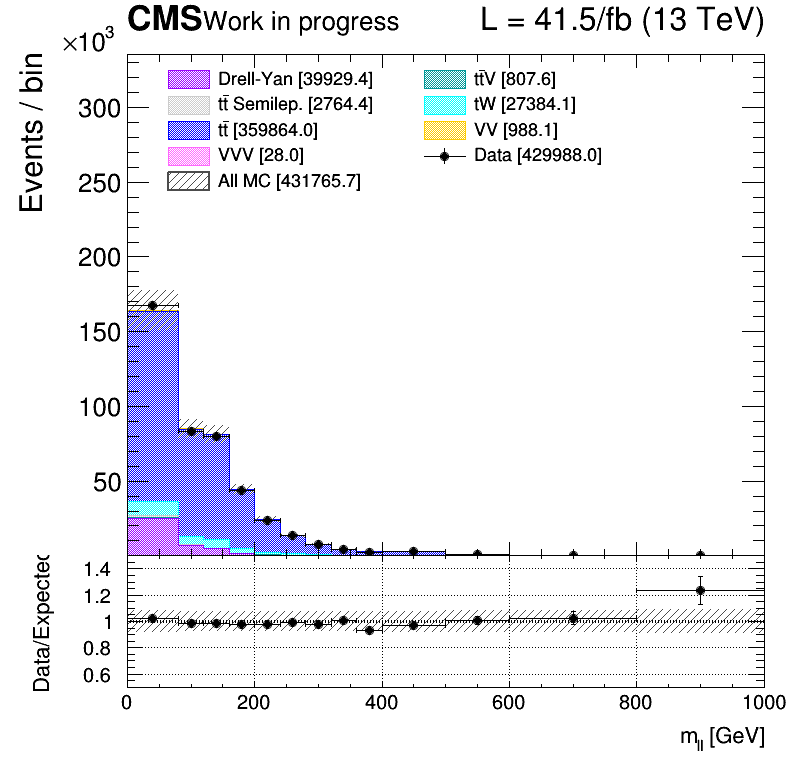 CMS Work in progress L = 41.5/fb (13 TeV)
×10³
Events / bin
Drell-Yan [39929.4]
tt̄ Semilep. [2764.4]
tt̄ [359864.0]
VVV [28.0]
All MC [431765.7]
tt̄V [807.6]
tW [27384.1]
VV [988.1]
Data [429988.0]
300
250
200
150
100
50
Data/Expected
1.4
1.2
1
0.8
0.6
0 200 400 600 800 1000
m_ll [GeV]